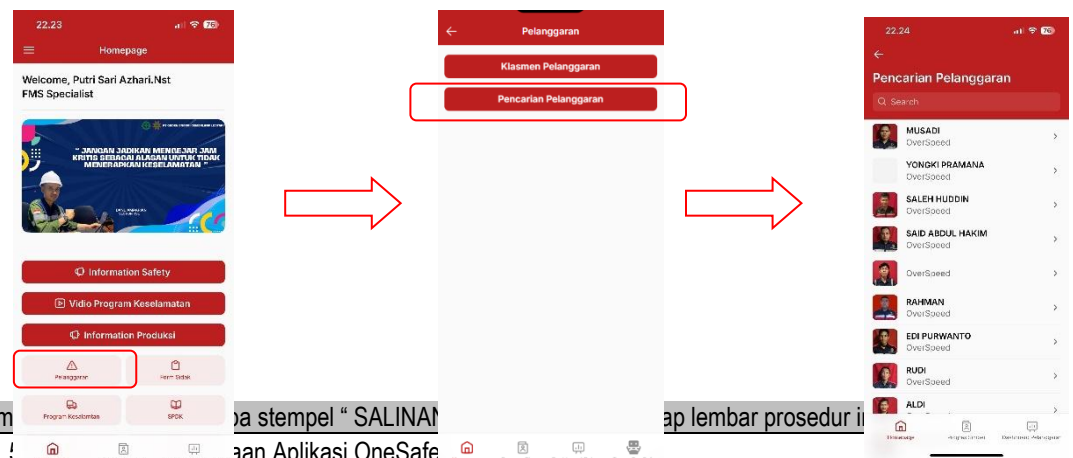 22.23
76
Homepage
Welcome, Putri Sari Azhari.Nst
FMS Specialist
" JANGAN JADIKAN MENGEJAR JAM
KRITIS SEBAGAI ALASAN UNTUK TIDAK
MENERAPKAN KESELAMATAN "
Information Safety
Vidio Program Keselamatan
Information Produksi
Pelanggaran
Form Sidak
Program Keselamtan
SPDK
Pelanggaran
Klasmen Pelanggaran
Pencarian Pelanggaran
22.24
76
Pencarian Pelanggaran
Search
MUSADI
OverSpeed
YONGKI PRAMANA
OverSpeed
SALEH HUDDIN
OverSpeed
SAID ABDUL HAKIM
OverSpeed
OverSpeed
RAHMAN
OverSpeed
EDI PURWANTO
OverSpeed
RUDI
OverSpeed
ALDI
Homepage
pa stempel “ SALINAN
ap lembar prosedur i
aan Aplikasi OneSafe